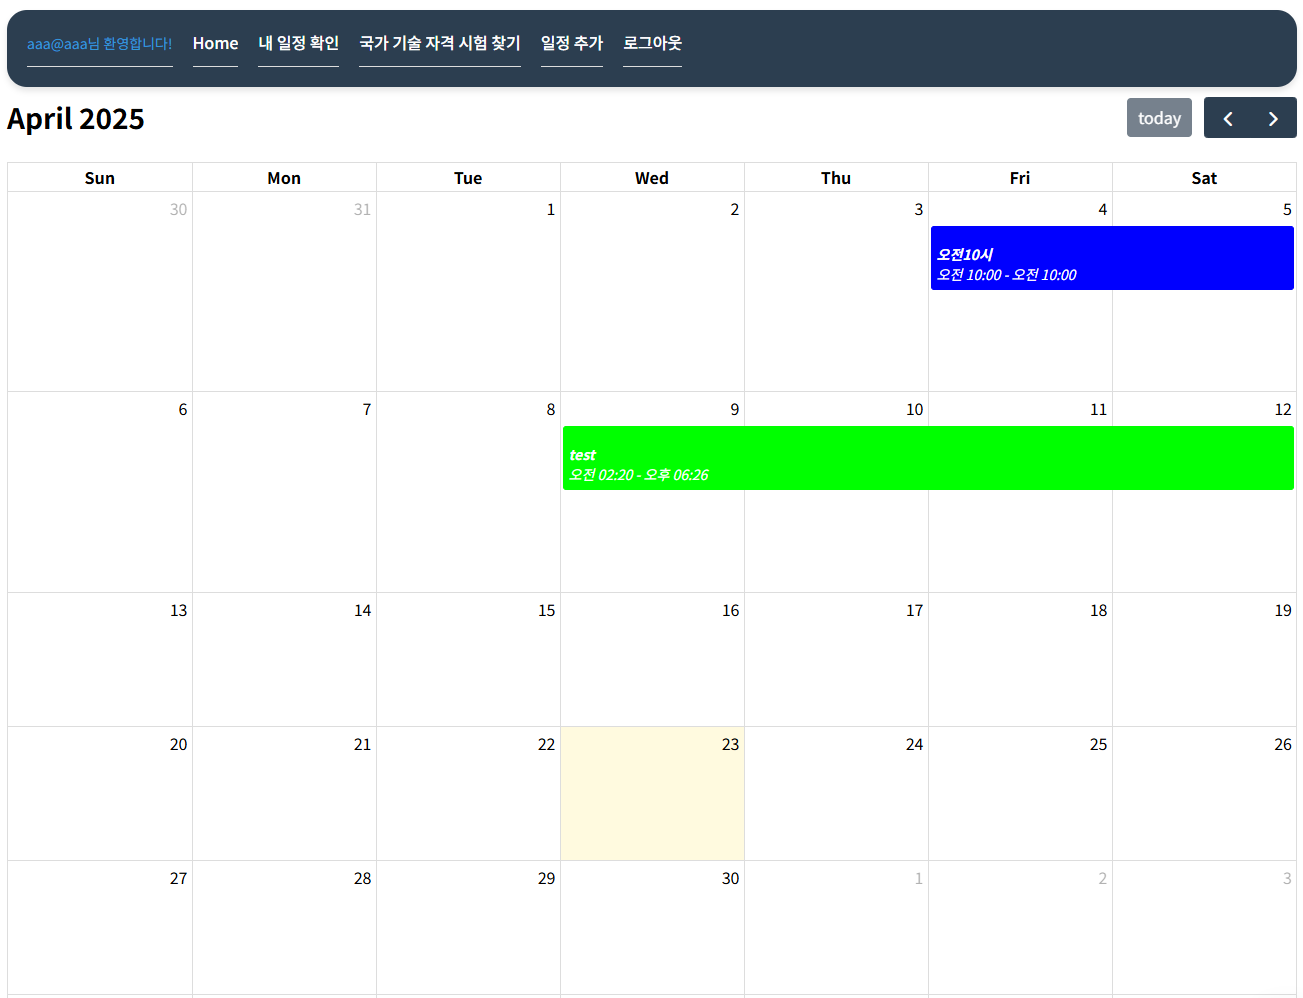 aaa@aaa님 환영합니다! Home 내 일정 확인 국가 기술 자격 시험 찾기 일정 추가 로그아웃
April 2025 today
Sun Mon Tue Wed Thu Fri Sat
30 31 1 2 3 4 5
오전10시
오전 10:00 - 오전 10:00
6 7 8 9 10 11 12
test
오전 02:20 - 오후 06:26
13 14 15 16 17 18 19
20 21 22 23 24 25 26
27 28 29 30 1 2 3